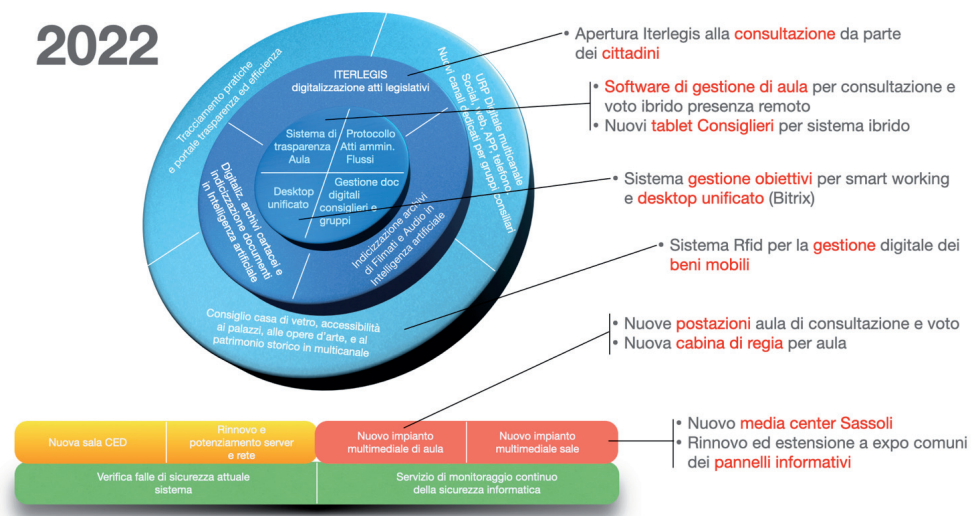 2022
Tracciamento pratiche
e portale trasparenza ed efficienza
ITERLEGIS
digitalizzazione atti legislativi
URP Digitale multicanale
Social, web, APP, telefono
Nuovi canali dedicati per gruppi consiliari
Sistema di
trasparenza
Aula
Protocollo
Atti ammin.
Flussi
Desktop
unificato
Gestione doc
digitali
consiglieri e
gruppi
Digitaliz. archivi cartacei e
indicizzazione documenti
in Intelligenza artificiale
Indicizzazione archivi
di Filmati e Audio in
Intelligenza artificiale
Consiglio casa di vetro, accessibilità
ai palazzi, alle opere d'arte, e al
patrimonio storico in multicanale
• Apertura Iterlegis alla consultazione da parte
dei cittadini
• Software di gestione di aula per consultazione e
voto ibrido presenza remoto
• Nuovi tablet Consiglieri per sistema ibrido
• Sistema gestione obiettivi per smart working
e desktop unificato (Bitrix)
• Sistema Rfid per la gestione digitale dei
beni mobili
• Nuove postazioni aula di consultazione e voto
• Nuova cabina di regia per aula
• Nuovo media center Sassoli
• Rinnovo ed estensione a expo comuni
dei pannelli informativi
Nuova sala CED
Rinnovo e
potenziamento server
e rete
Nuovo impianto
multimediale di aula
Nuovo impianto
multimediale sale
Verifica falle di sicurezza attuale
sistema
Servizio di monitoraggio continuo
della sicurezza informatica